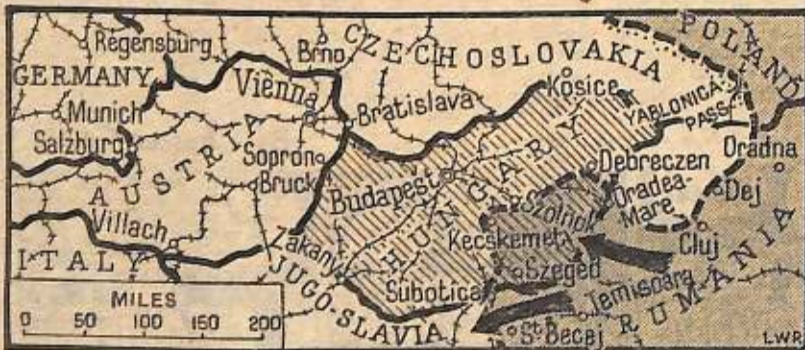 POLAND
CZECHOSLOVAKIA
Regensburg
Brno
GERMANY
Vienna
Kosice
Munich
Bratislava
YABLONICA
PASS
Salzburg
AUSTRIA
Sopron
Debreczen
Oradna
Bruck
Budapest
HUNGARY
Oradea-
Mare
Dej
Szolnok
Villach
Kecskemet
Cluj
Zakany
ITALY
Szeged
JUGO-SLAVIA
Subotica
Temisoara
RUMANIA
St. Becej
MILES
0 50 100 150 200
L.W.R.